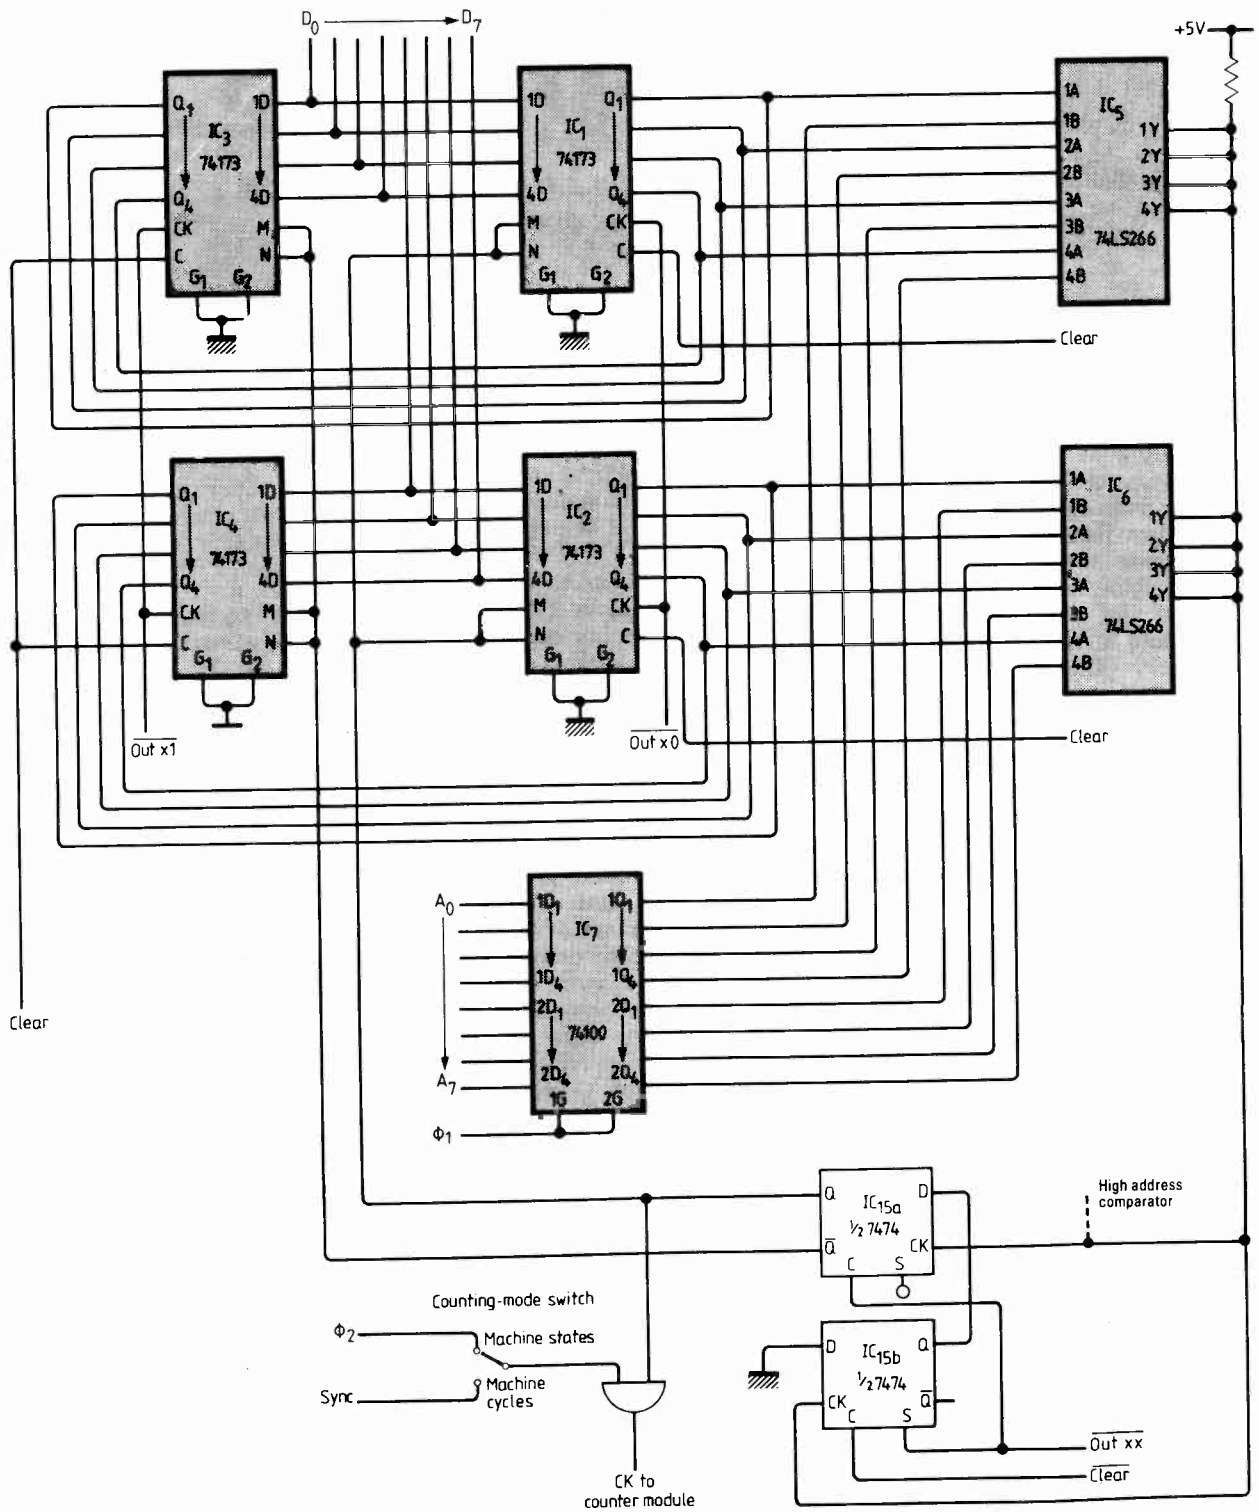 D0 D7
+5V
Q1 1D
IC3
74173
Q4 4D
CK M
C N
G1 G2
1D Q1
IC1
74173
4D Q4
M CK
N C
G1 G2
1A
1B
2A
2B
3A
3B
4A
4B
IC5
1Y
2Y
3Y
4Y
74LS266
Clear
Q1 1D
IC4
74173
Q4 4D
CK M
C N
G1 G2
1D Q1
IC2
74173
4D Q4
M CK
N C
G1 G2
1A
1B
2A
2B
3A
3B
4A
4B
IC6
1Y
2Y
3Y
4Y
74LS266
Out x1
Out x0
Clear
Clear
A0
A7
Φ1
1D1 1Q1
IC7
1D4 1Q4
2D1 2Q1
74100
2D4 2Q4
1G 2G
Q D
IC15a
½ 7474
Q CK
C S
High address
comparator
Counting-mode switch
Φ2
Machine states
Sync
Machine
cycles
D Q
IC15b
½ 7474
CK Q
C S
Out xx
Clear
CK to
counter module